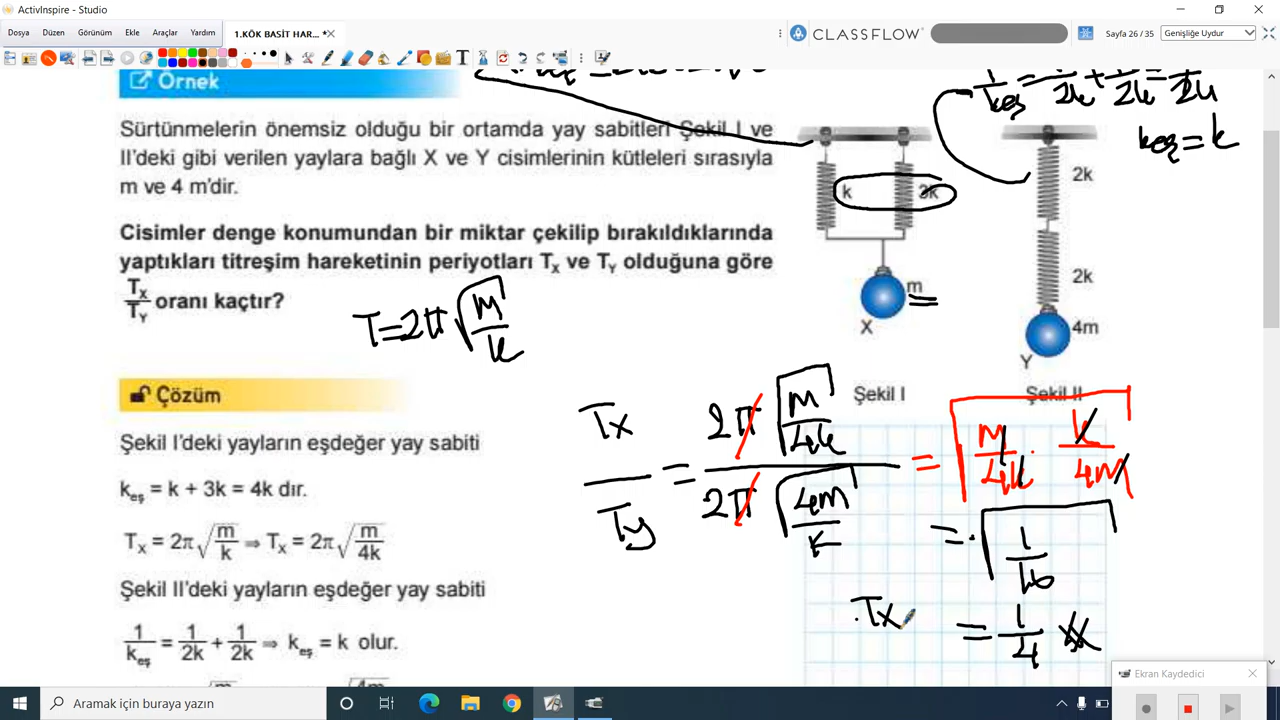 ActivInspire - Studio
Dosya Düzen Görünüm Ekle Araçlar Yardım
1.KÖK BASİT HAR... *
CLASSFLOW
Sayfa 26 / 35
Genişliğe Uydur
Örnek
Sürtünmelerin önemsiz olduğu bir ortamda yay sabitleri Şekil I ve
II'deki gibi verilen yaylara bağlı X ve Y cisimlerinin kütleleri sırasıyla
m ve 4 m'dir.
Cisimler denge konumundan bir miktar çekilip bırakıldıklarında
yaptıkları titreşim hareketinin periyotları Tx ve TY olduğuna göre
Tx/TY oranı kaçtır?
T=2π√(m/k)
1/keş = 1/2k + 1/2k =
keş = k
k 3k
m
X
2k
2k
4m
Y
Şekil I Şekil II
Çözüm
Şekil I'deki yayların eşdeğer yay sabiti
keş = k + 3k = 4k dır.
Tx = 2π√(m/k) ⇒ Tx = 2π√(m/4k)
Şekil II'deki yayların eşdeğer yay sabiti
1/keş = 1/2k + 1/2k ⇒ keş = k olur.
Tx/Ty = 2π√(m/4k) / 2π√(4m/k) = √(m/4k · k/4m)
= √(1/16)
= 1/4
Tx
Ekran Kaydedici
Aramak için buraya yazın